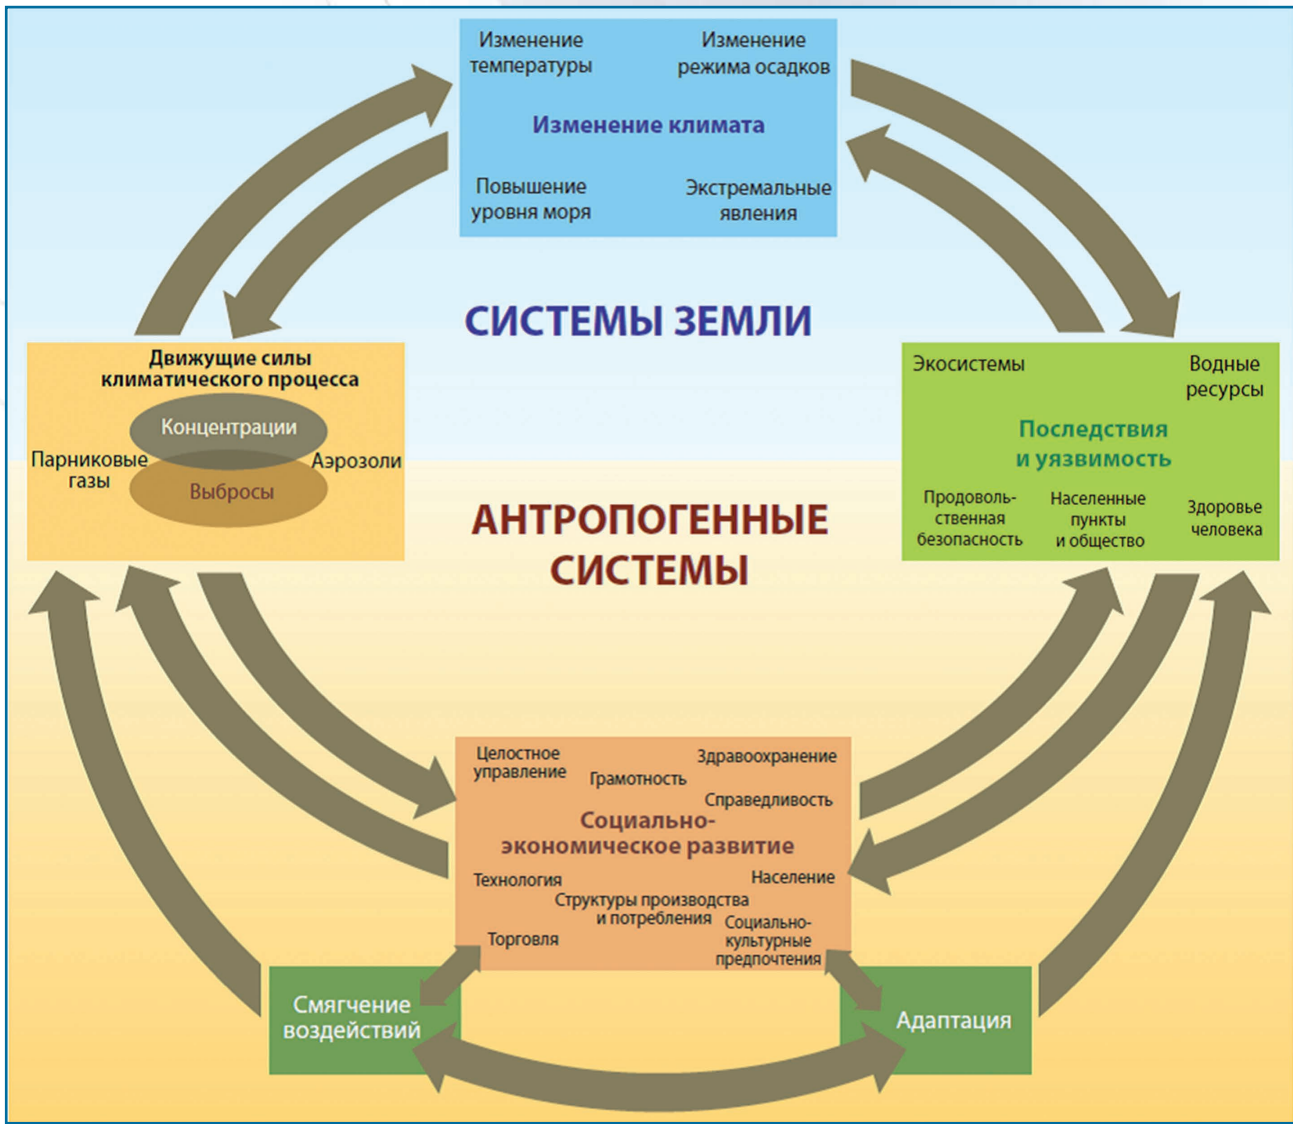 Изменение
температуры
Изменение
режима осадков
Изменение климата
Повышение
уровня моря
Экстремальные
явления
СИСТЕМЫ ЗЕМЛИ
Движущие силы
климатического процесса
Концентрации
Парниковые
газы
Аэрозоли
Выбросы
Экосистемы
Водные
ресурсы
Последствия
и уязвимость
Продоволь-
ственная
безопасность
Населенные
пункты
и общество
Здоровье
человека
АНТРОПОГЕННЫЕ
СИСТЕМЫ
Целостное
управление
Грамотность
Здравоохранение
Справедливость
Социально-
экономическое развитие
Технология
Население
Структуры производства
и потребления
Торговля
Социально-
культурные
предпочтения
Смягчение
воздействий
Адаптация